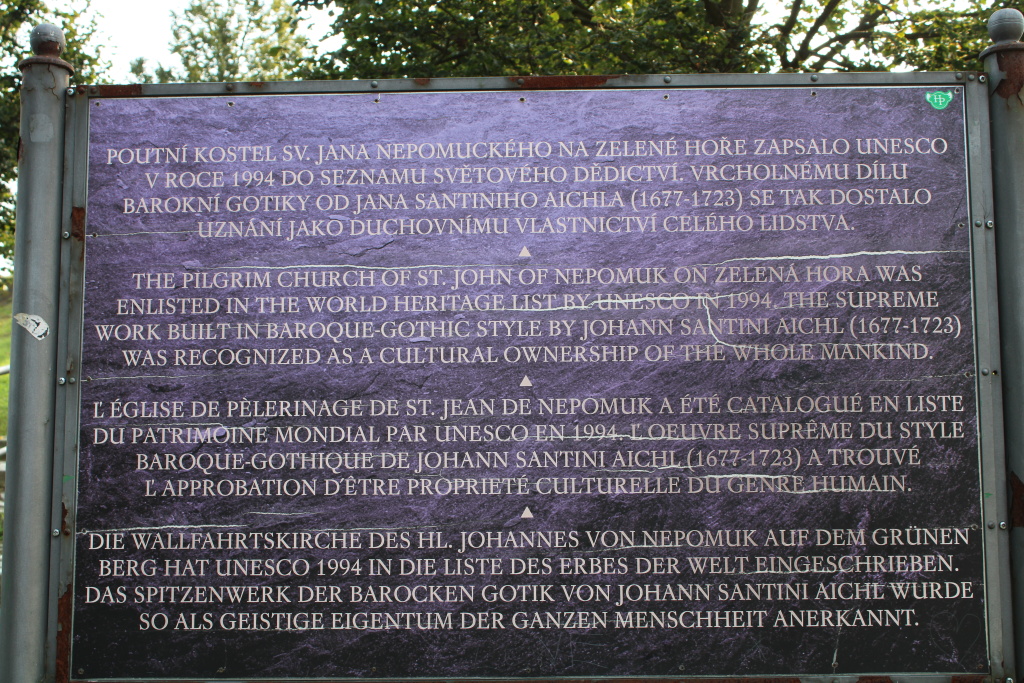 POUTNÍ KOSTEL SV. JANA NEPOMUCKÉHO NA ZELENÉ HOŘE ZAPSALO UNESCO
V ROCE 1994 DO SEZNAMU SVĚTOVÉHO DĚDICTVÍ. VRCHOLNÉMU DÍLU
BAROKNÍ GOTIKY OD JANA SANTINIHO AICHLA (1677-1723) SE TAK DOSTALO
UZNÁNÍ JAKO DUCHOVNÍMU VLASTNICTVÍ CELÉHO LIDSTVA.
THE PILGRIM CHURCH OF ST. JOHN OF NEPOMUK ON ZELENÁ HORA WAS
ENLISTED IN THE WORLD HERITAGE LIST BY UNESCO IN 1994. THE SUPREME
WORK BUILT IN BAROQUE-GOTHIC STYLE BY JOHANN SANTINI AICHL (1677-1723)
WAS RECOGNIZED AS A CULTURAL OWNERSHIP OF THE WHOLE MANKIND.
L'ÉGLISE DE PÈLERINAGE DE ST. JEAN DE NEPOMUK A ÉTÉ CATALOGUÉ EN LISTE
DU PATRIMOINE MONDIAL PAR UNESCO EN 1994. L'OEUVRE SUPRÊME DU STYLE
BAROQUE-GOTHIQUE DE JOHANN SANTINI AICHL (1677-1723) A TROUVÉ
L'APPROBATION D'ÊTRE PROPRIETÉ CULTURELLE DU GENRE HUMAIN.
DIE WALLFAHRTSKIRCHE DES HL. JOHANNES VON NEPOMUK AUF DEM GRÜNEN
BERG HAT UNESCO 1994 IN DIE LISTE DES ERBES DER WELT EINGESCHRIEBEN.
DAS SPITZENWERK DER BAROCKEN GOTIK VON JOHANN SANTINI AICHL WURDE
SO ALS GEISTIGE EIGENTUM DER GANZEN MENSCHHEIT ANERKANNT.